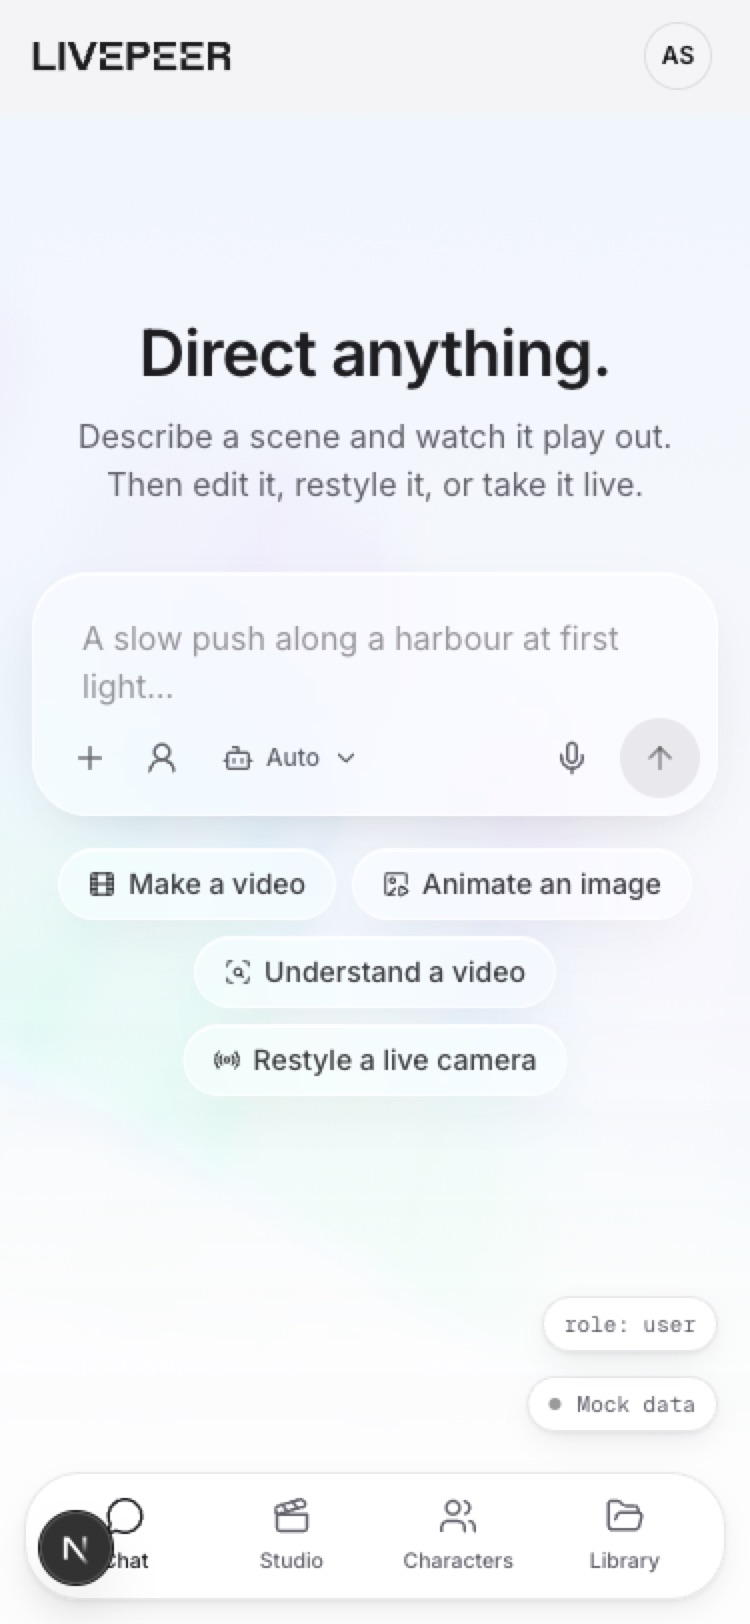 LIVEPEER
AS
Direct anything.
Describe a scene and watch it play out.
Then edit it, restyle it, or take it live.
A slow push along a harbour at first
light...
Auto
Make a video
Animate an image
Understand a video
Restyle a live camera
role: user
Mock data
N
Chat
Studio
Characters
Library